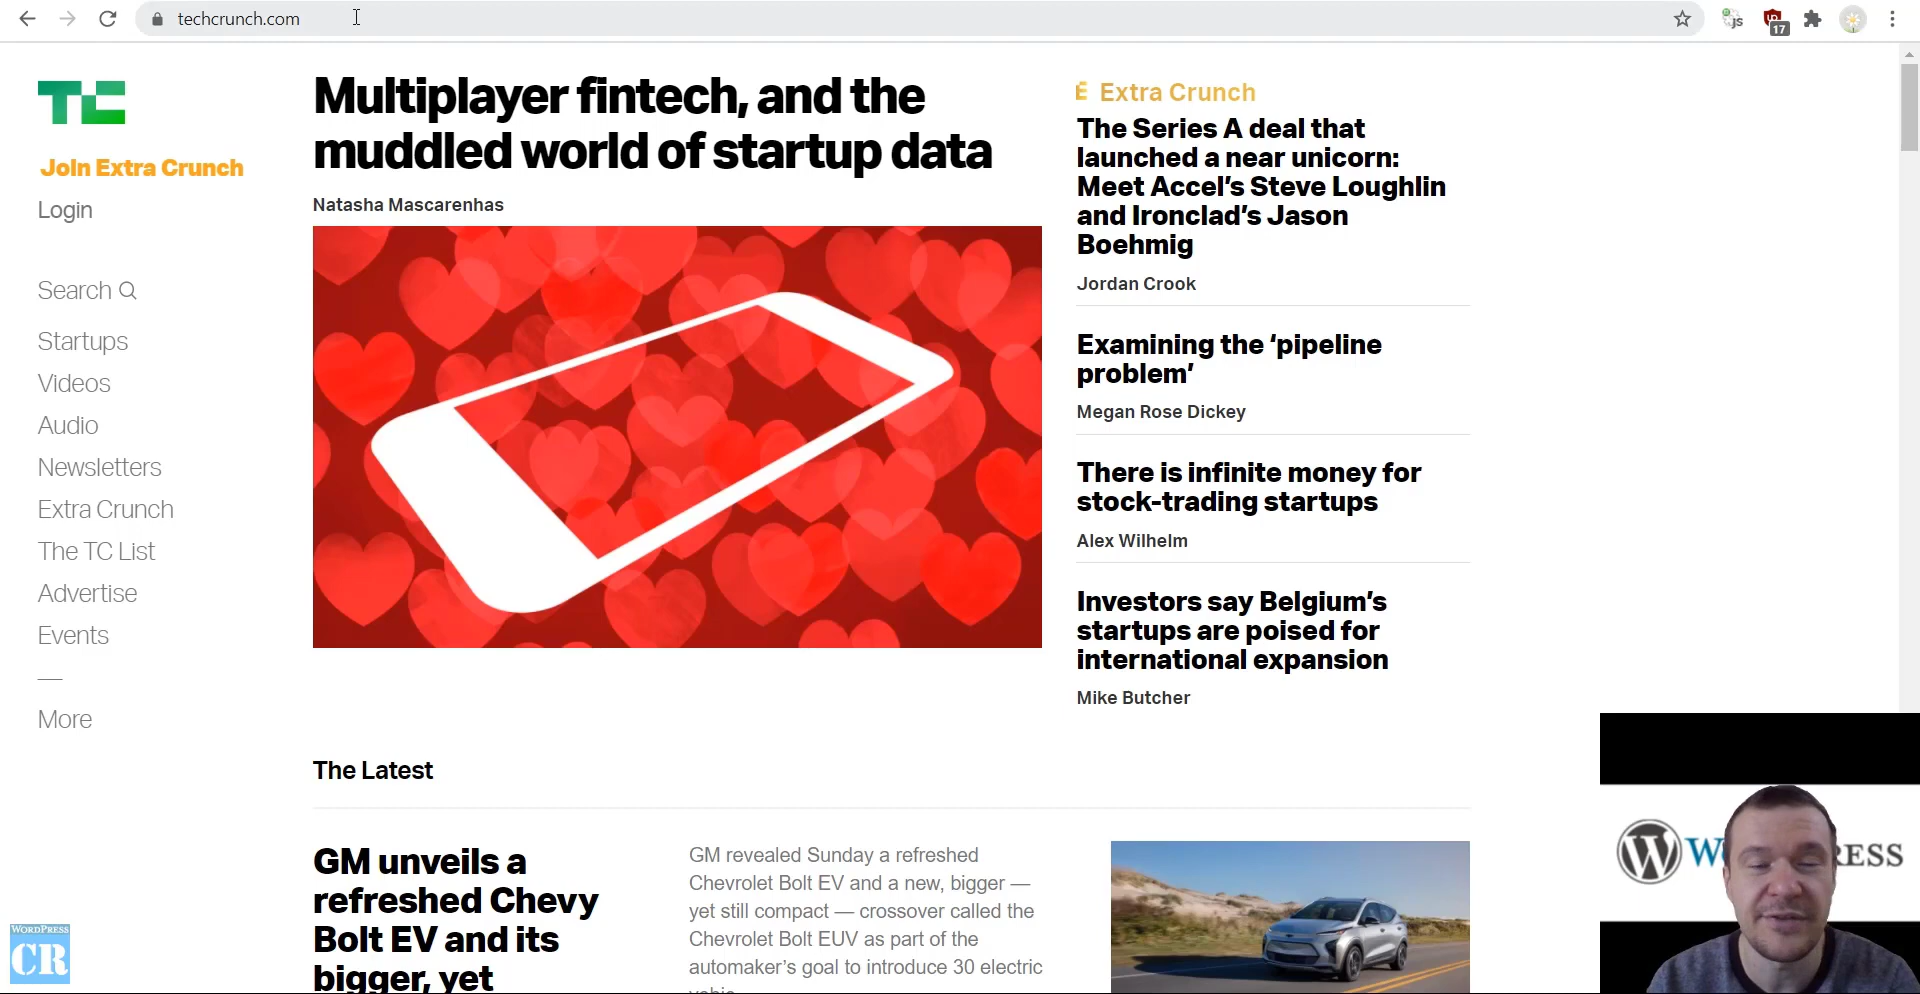 techcrunch.com
JS
17
TC
Join Extra Crunch
Login
Search
Startups
Videos
Audio
Newsletters
Extra Crunch
The TC List
Advertise
Events
—
More
Multiplayer fintech, and the
muddled world of startup data
Natasha Mascarenhas
E Extra Crunch
The Series A deal that
launched a near unicorn:
Meet Accel’s Steve Loughlin
and Ironclad’s Jason
Boehmig
Jordan Crook
Examining the ‘pipeline
problem’
Megan Rose Dickey
There is infinite money for
stock-trading startups
Alex Wilhelm
Investors say Belgium’s
startups are poised for
international expansion
Mike Butcher
The Latest
GM unveils a
refreshed Chevy
Bolt EV and its
bigger, yet
GM revealed Sunday a refreshed
Chevrolet Bolt EV and a new, bigger —
yet still compact — crossover called the
Chevrolet Bolt EUV as part of the
automaker’s goal to introduce 30 electric
WORDPRESS
CR
W
W ESS